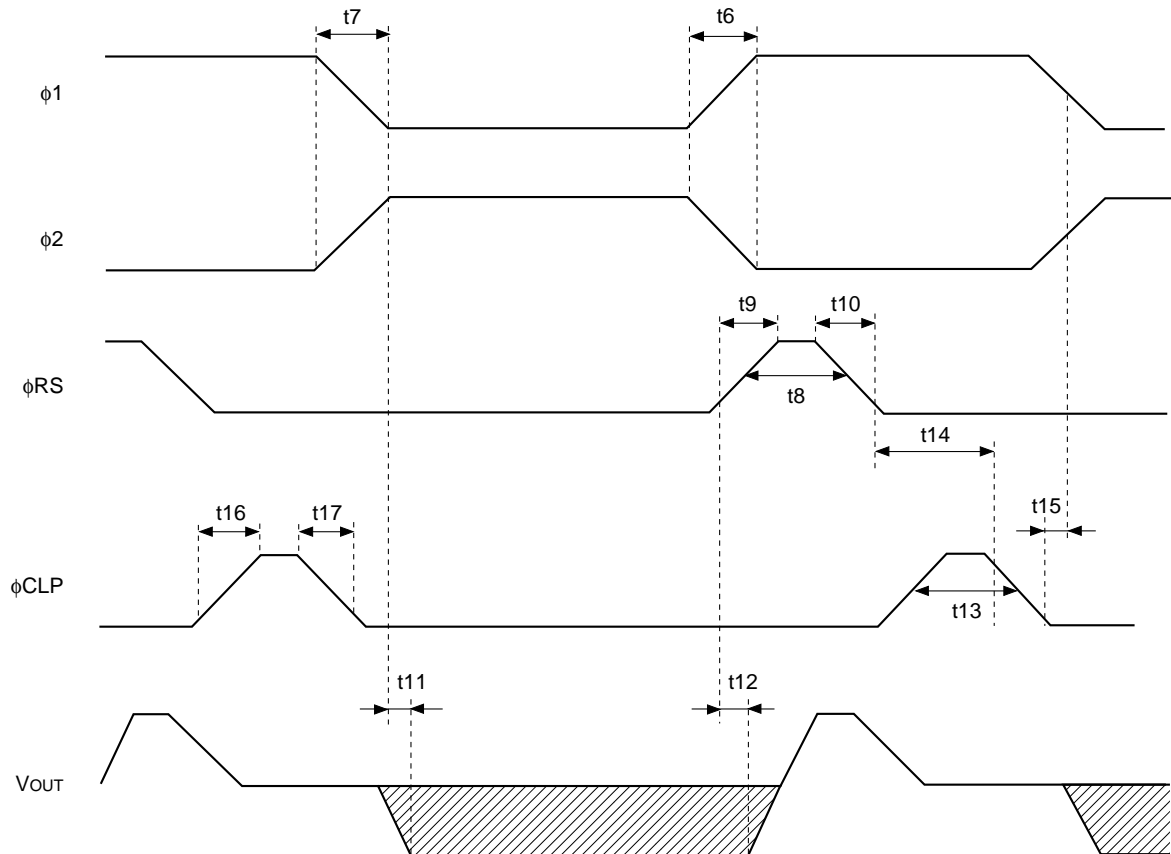 t7 t6
ϕ1
ϕ2
t9 t10
ϕRS
t8
t14
t16 t17 t15
ϕCLP
t13
t11 t12
VOUT